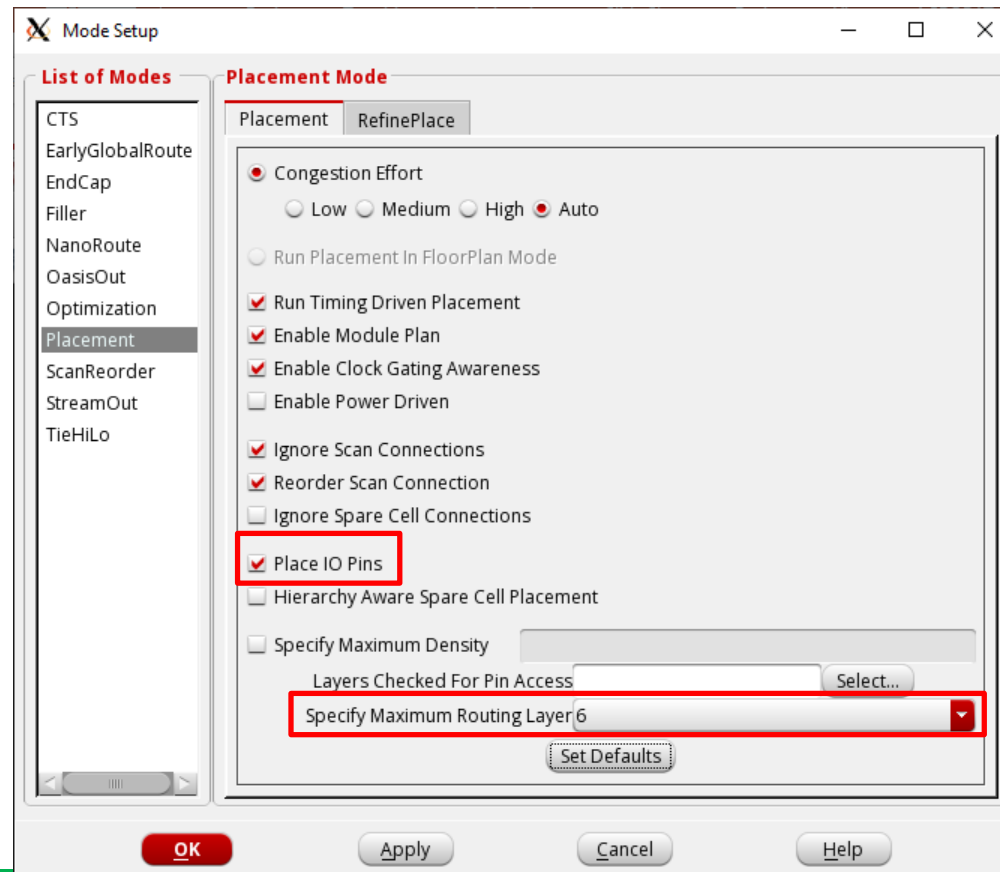 Mode Setup
List of Modes
CTS
EarlyGlobalRoute
EndCap
Filler
NanoRoute
OasisOut
Optimization
Placement
ScanReorder
StreamOut
TieHiLo
Placement Mode
Placement RefinePlace
Congestion Effort
Low Medium High Auto
Run Placement In FloorPlan Mode
Run Timing Driven Placement
Enable Module Plan
Enable Clock Gating Awareness
Enable Power Driven
Ignore Scan Connections
Reorder Scan Connection
Ignore Spare Cell Connections
Place IO Pins
Hierarchy Aware Spare Cell Placement
Specify Maximum Density
Layers Checked For Pin Access Select...
Specify Maximum Routing Layer 6
Set Defaults
OK Apply Cancel Help